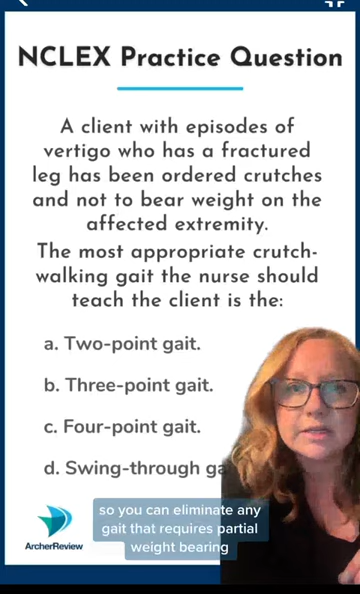 NCLEX Practice Question
A client with episodes of
vertigo who has a fractured
leg has been ordered crutches
and not to bear weight on the
affected extremity.
The most appropriate crutch-
walking gait the nurse should
teach the client is the:
a. Two-point gait.
b. Three-point gait.
c. Four-point gait.
d. Swing-through ga
so you can eliminate any
gait that requires partial
weight bearing
ArcherReview